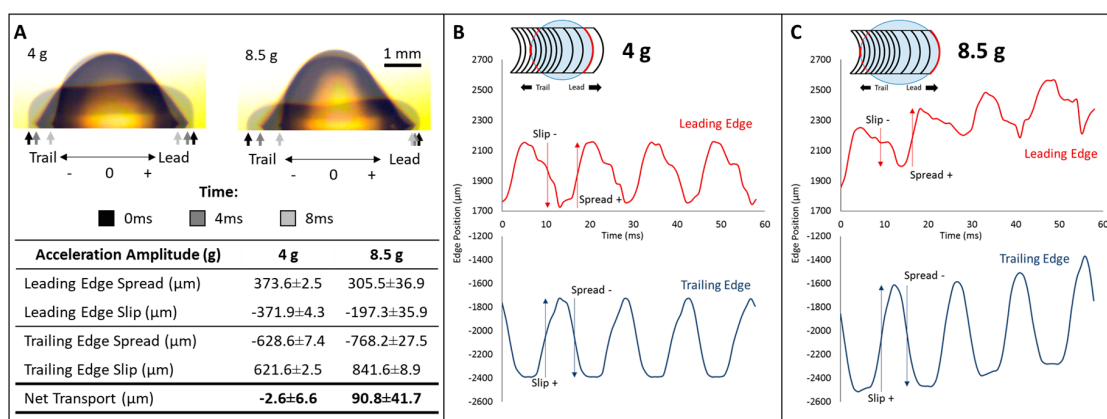 A
4 g
8.5 g
1 mm
Trail
Lead
Trail
Lead
- 0 +
- 0 +
Time:
0ms 4ms 8ms
Acceleration Amplitude (g) 4 g 8.5 g
Leading Edge Spread (µm) 373.6±2.5 305.5±36.9
Leading Edge Slip (µm) -371.9±4.3 -197.3±35.9
Trailing Edge Spread (µm) -628.6±7.4 -768.2±27.5
Trailing Edge Slip (µm) 621.6±2.5 841.6±8.9
Net Transport (µm) -2.6±6.6 90.8±41.7
B
4 g
Trail Lead
2500
2300
2100
1900
1700
Slip -
Spread +
Leading Edge
0 10 20 30 40 50 60
Time (ms)
Edge Position (µm)
-1200
-1400
-1600
-1800
-2000
-2200
-2400
-2600
Trailing Edge
Spread -
Slip +
C
8.5 g
Trail Lead
2700
2500
2300
2100
1900
1700
Slip -
Spread +
Leading Edge
0 10 20 30 40 50 60
Time (ms)
Edge Position (µm)
-1200
-1400
-1600
-1800
-2000
-2200
-2400
-2600
Trailing Edge
Spread -
Slip +